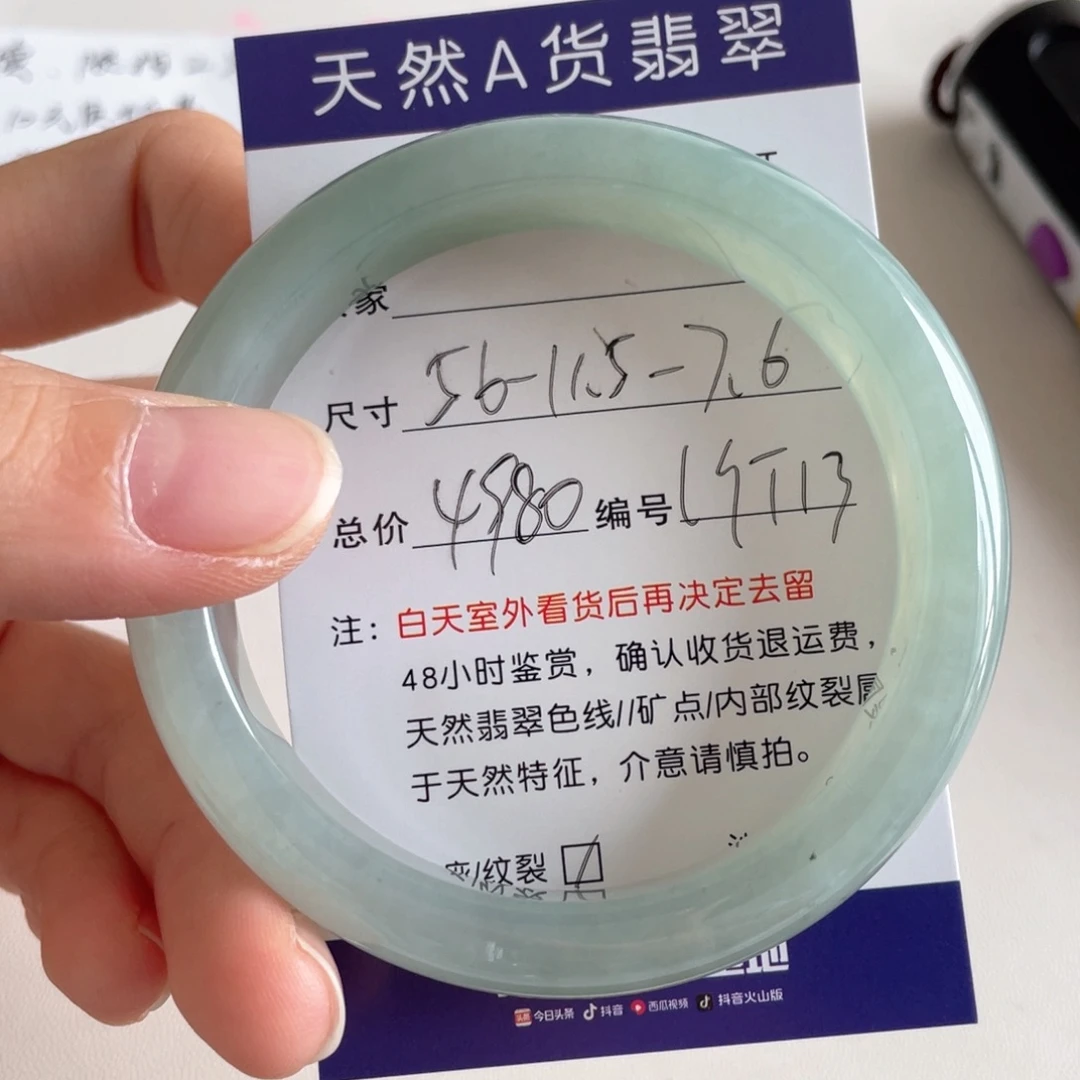 天然A货翡翠
家
尺寸 56-11.5-7.6
总价 4980 编号
注：白天室外看货后再决定去留
48小时鉴赏，确认收货退运费，
天然翡翠色线//矿点/内部纹裂属
于天然特征，介意请慎拍。
纹裂
今日头条 抖音 西瓜视频 抖音火山版